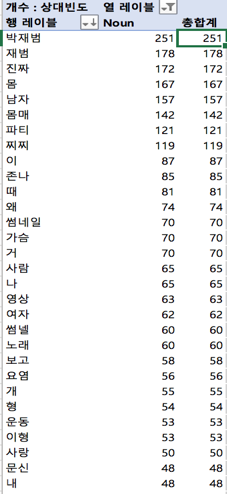 개수 : 상대빈도 열 레이블
행 레이블 Noun 총합계
박재범 251 251
재범 178 178
진짜 172 172
몸 167 167
남자 157 157
몸매 142 142
파티 121 121
찌찌 119 119
이 87 87
존나 85 85
때 81 81
왜 74 74
썸네일 70 70
가슴 70 70
거 70 70
사람 65 65
나 65 65
영상 63 63
여자 62 62
썸넬 60 60
노래 60 60
보고 58 58
요염 56 56
개 55 55
형 54 54
운동 53 53
이형 53 53
사랑 50 50
문신 48 48
내 48 48